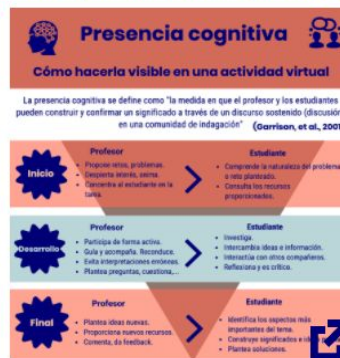 Presencia cognitiva
Cómo hacerla visible en una actividad virtual
La presencia cognitiva se define como "la medida en que el profesor y los estudiantes
pueden construir y confirmar un significado a través de un discurso sostenido (discusión
en una comunidad de indagación" (Garrison, et al., 2001
Inicio
Profesor
Propone retos, problemas.
Despierta interés, anima.
Concentra al estudiante en la
tarea.
Estudiante
Comprende la naturaleza del problema
o reto planteado.
Consulta los recursos
proporcionados.
Desarrollo
Profesor
Participa de forma activa.
Guía y acompaña. Reconduce.
Evita interpretaciones erróneas.
Plantea preguntas, cuestiona,...
Estudiante
Investiga.
Intercambia ideas e información.
Interactúa con otros compañeros.
Reflexiona y es crítico.
Final
Profesor
Plantea ideas nuevas.
Proporciona nuevos recursos.
Comenta, da feedback.
Estudiante
Identifica los aspectos más
importantes del tema.
Construye significados e
Plantea soluciones.